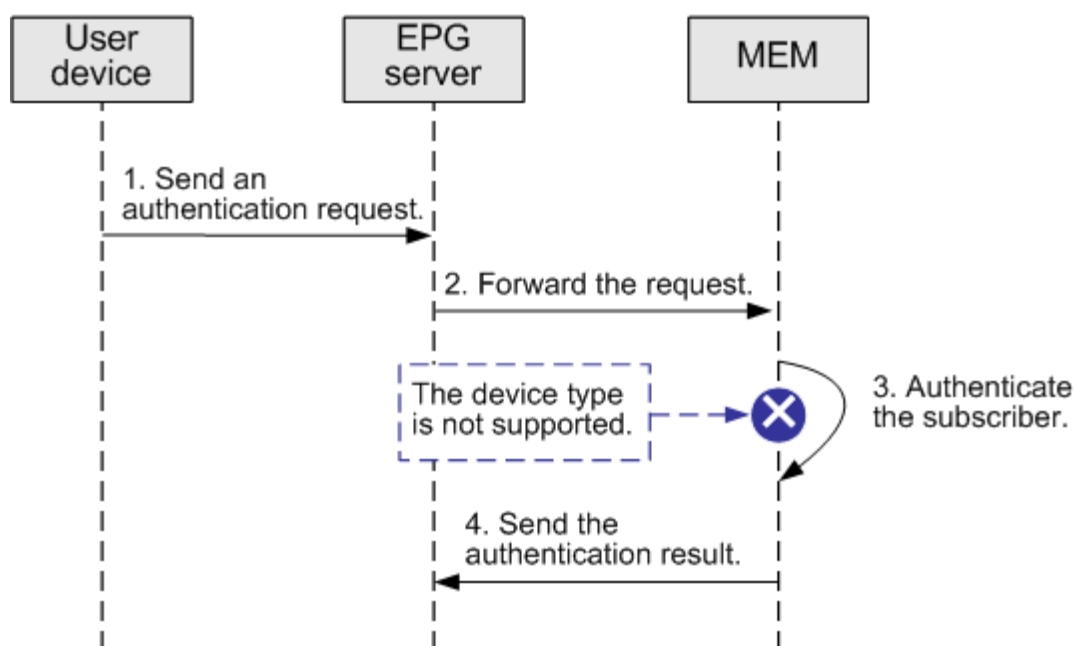 User
device
EPG
server
MEM
1. Send an
authentication request.
2. Forward the request.
The device type
is not supported.
3. Authenticate
the subscriber.
4. Send the
authentication result.